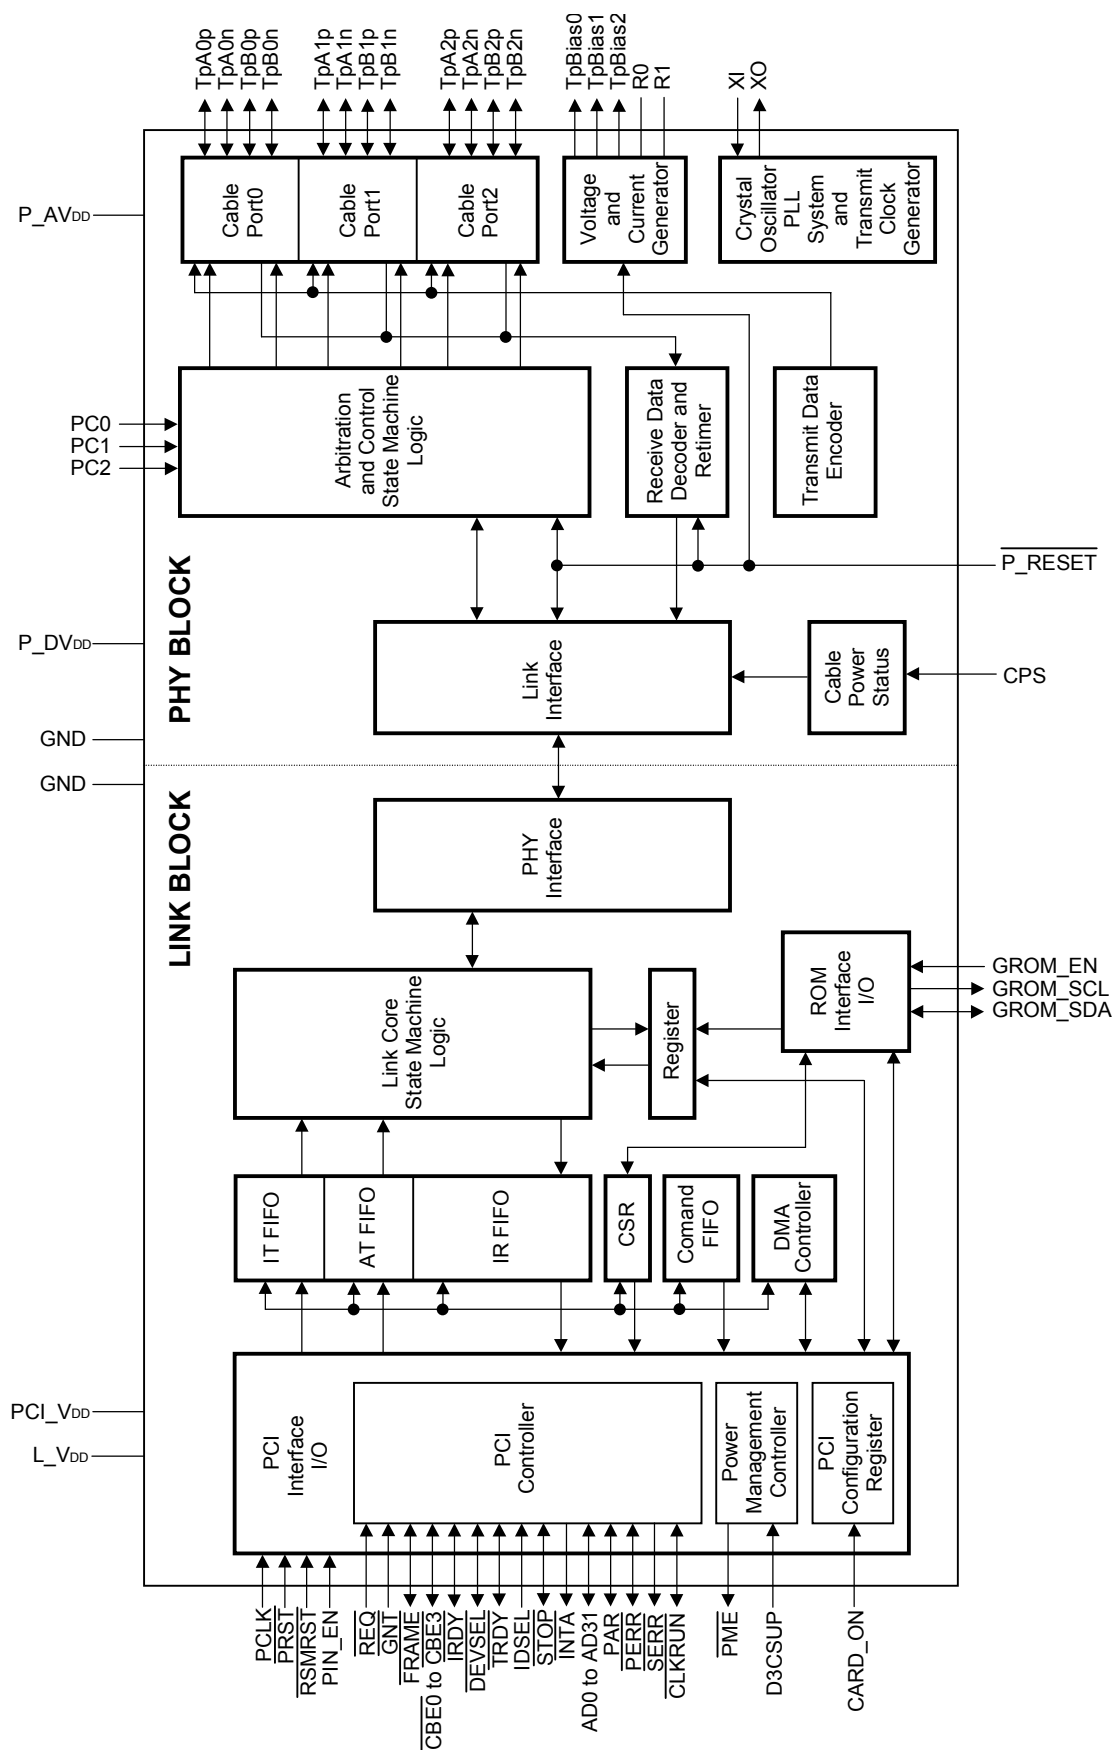 TpA0p
TpA0n
TpB0p
TpB0n
TpA1p
TpA1n
TpB1p
TpB1n
TpA2p
TpA2n
TpB2p
TpB2n
TpBias0
TpBias1
TpBias2
R0
R1
XI
XO
P_AVDD
Cable
Port0
Cable
Port1
Cable
Port2
Voltage
and
Current
Generator
Crystal
Oscillator
PLL
System
and
Transmit
Clock
Generator
PC0
PC1
PC2
Arbitration
and Control
State Machine
Logic
Receive Data
Decoder and
Retimer
Transmit Data
Encoder
P_RESET
PHY BLOCK
P_DVDD
Link
Interface
Cable
Power
Status
CPS
GND
GND
LINK BLOCK
PHY
Interface
Link Core
State Machine
Logic
Register
ROM
Interface
I/O
GROM_EN
GROM_SCL
GROM_SDA
IT FIFO
AT FIFO
IR FIFO
CSR
Comand
FIFO
DMA
Controller
PCI_VDD
L_VDD
PCI
Interface
I/O
PCI
Controller
Power
Management
Controller
PCI
Configuration
Register
PCLK
PRST
RSMRST
PIN_EN
REQ
GNT
FRAME
CBE0 to CBE3
IRDY
DEVSEL
TRDY
IDSEL
STOP
INTA
AD0 to AD31
PAR
PERR
SERR
CLKRUN
PME
D3CSUP
CARD_ON